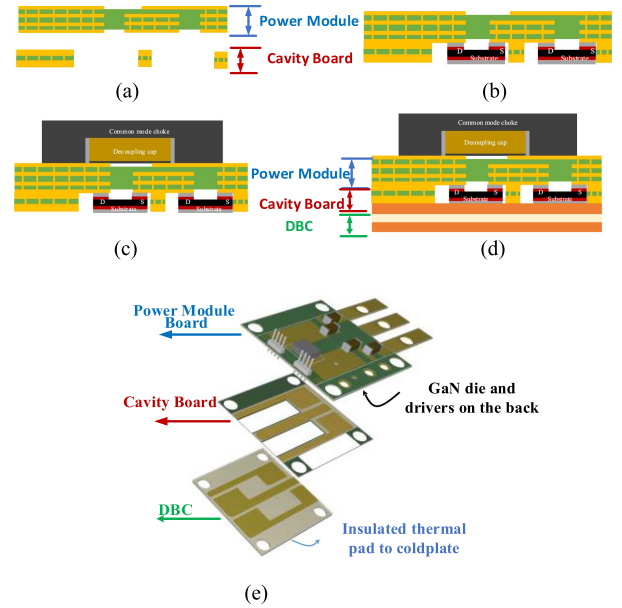 Power Module
Cavity Board
(a)
D S
Substrate
D S
Substrate
(b)
Common mode choke
Decoupling cap
D S
Substrate
D S
Substrate
(c)
Common mode choke
Decoupling cap
Power Module
Cavity Board
DBC
D S
Substrate
D S
Substrate
(d)
Power Module
Board
GaN die and
drivers on the back
Cavity Board
DBC
Insulated thermal
pad to coldplate
(e)